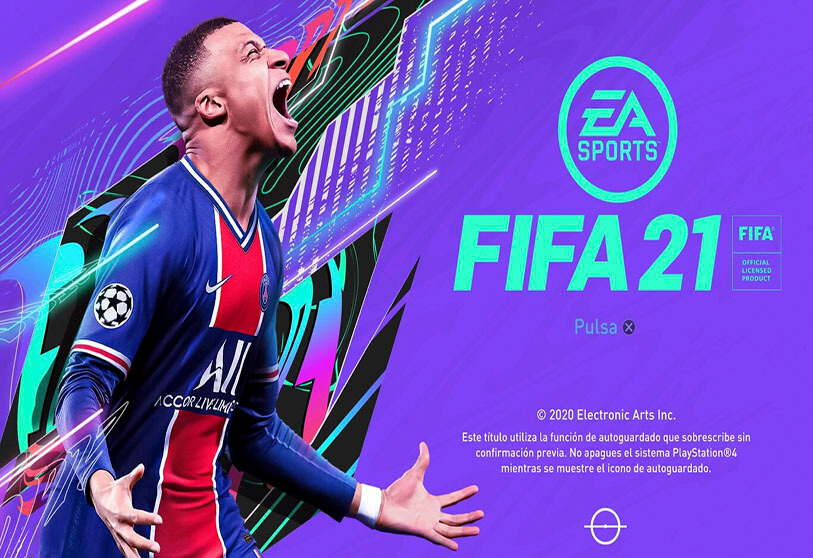 EA
SPORTS™
FIFA 21
FIFA®
OFFICIAL
LICENSED
PRODUCT
Pulsa ⓧ
© 2020 Electronic Arts Inc.
Este título utiliza la función de autoguardado que sobrescribe sin
confirmación previa. No apagues el sistema PlayStation®4
mientras se muestre el icono de autoguardado.
ALL
ACCOR LIVE LIMIT